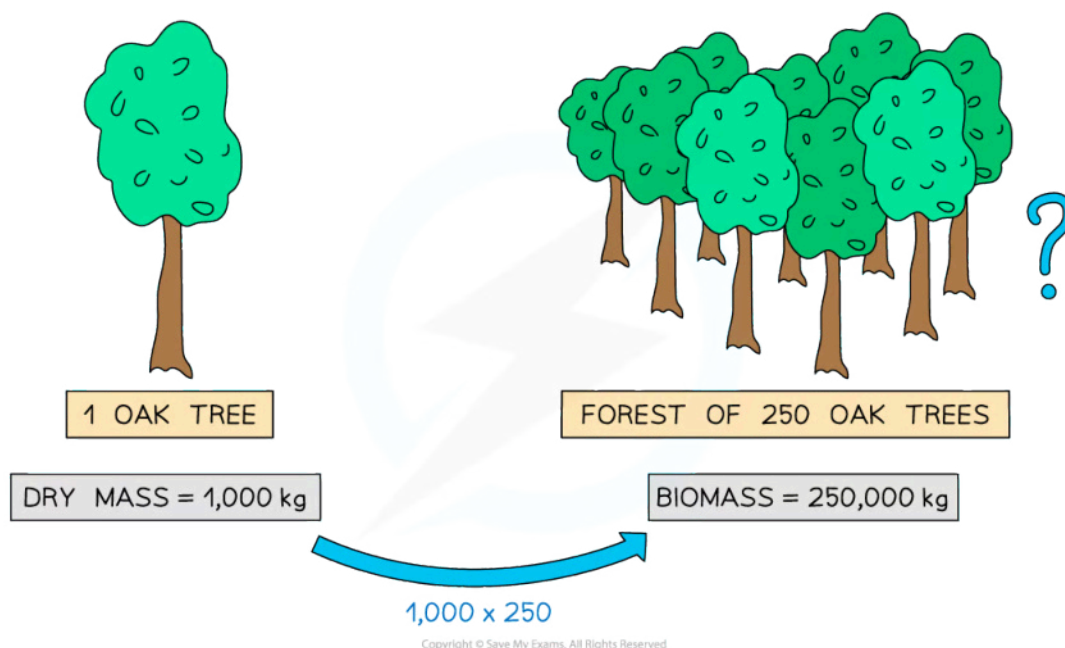 ?
1 OAK TREE
FOREST OF 250 OAK TREES
DRY MASS = 1,000 kg
BIOMASS = 250,000 kg
1,000 x 250
Copyright © Save My Exams. All Rights Reserved